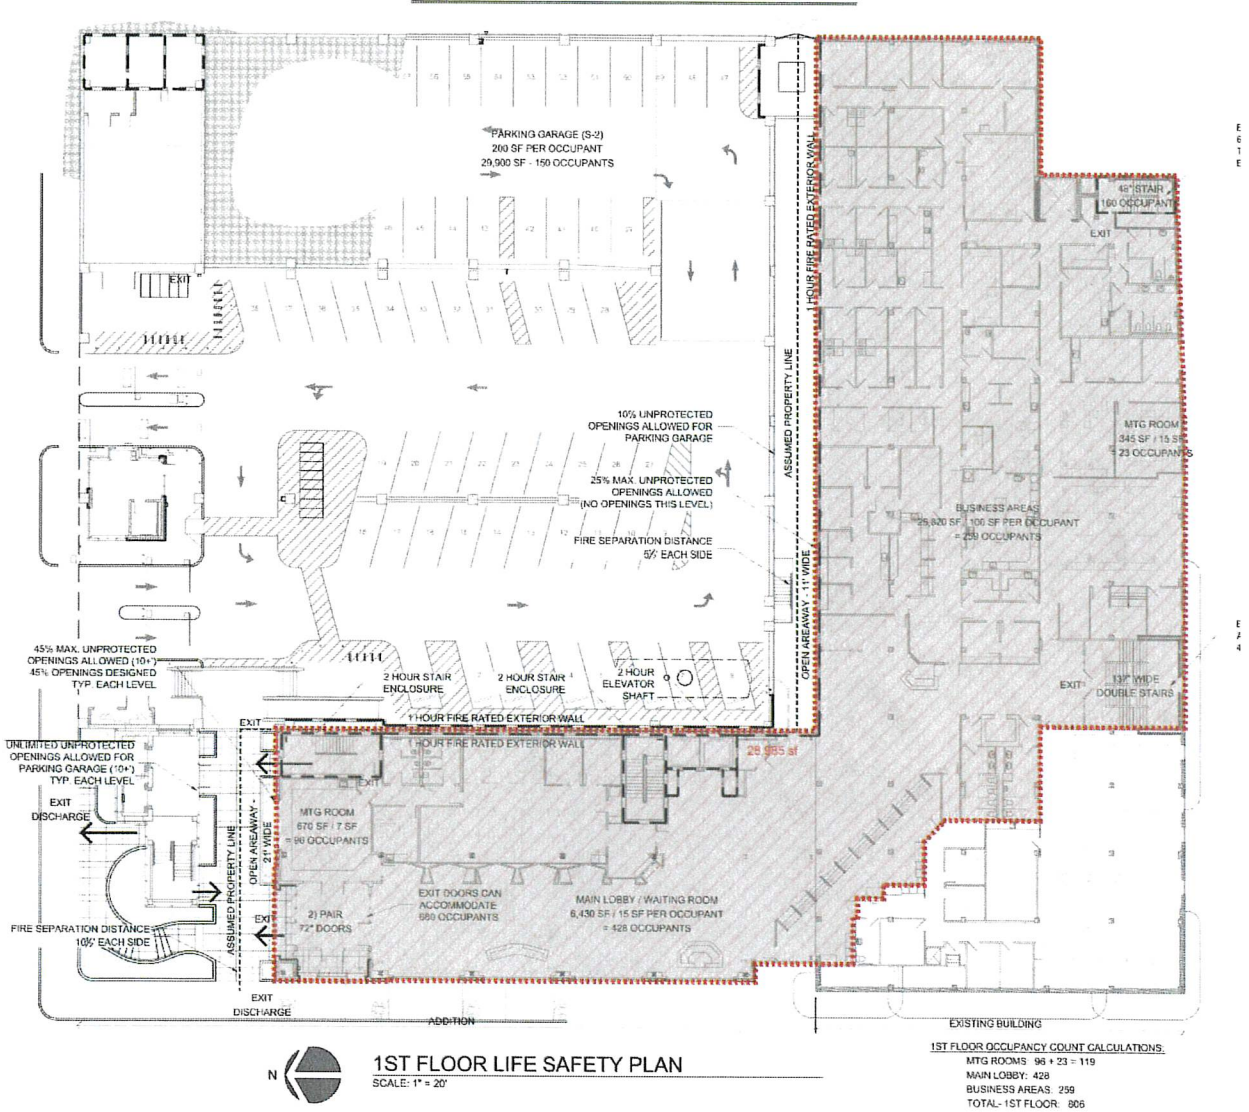 PARKING GARAGE (S-2)
200 SF PER OCCUPANT
29,900 SF - 150 OCCUPANTS
1 HOUR FIRE RATED EXTERIOR WALL
48" STAIR
160 OCCUPANT
EXIT
EXIT
ASSUMED PROPERTY LINE
10% UNPROTECTED
OPENINGS ALLOWED FOR
PARKING GARAGE
25% MAX. UNPROTECTED
OPENINGS ALLOWED
(NO OPENINGS THIS LEVEL)
FIRE SEPARATION DISTANCE
5½' EACH SIDE
OPEN AREAWAY - 11' WIDE
MTG ROOM
345 SF / 15 SF
= 23 OCCUPANTS
BUSINESS AREAS
25,820 SF / 100 SF PER OCCUPANT
= 259 OCCUPANTS
45% MAX. UNPROTECTED
OPENINGS ALLOWED (10+')
45% OPENINGS DESIGNED
TYP. EACH LEVEL
2 HOUR STAIR
ENCLOSURE
2 HOUR STAIR
ENCLOSURE
2 HOUR
ELEVATOR
SHAFT
EXIT
137" WIDE
DOUBLE STAIRS
EXIT
1 HOUR FIRE RATED EXTERIOR WALL
1 HOUR FIRE RATED EXTERIOR WALL
28,985 sf
UNLIMITED UNPROTECTED
OPENINGS ALLOWED FOR
PARKING GARAGE (10+')
TYP. EACH LEVEL
EXIT
DISCHARGE
EXIT
MTG ROOM
670 SF / 7 SF
= 96 OCCUPANTS
OPEN AREAWAY -
21' WIDE
ASSUMED PROPERTY LINE
EXIT DOORS CAN
ACCOMMODATE
680 OCCUPANTS
MAIN LOBBY / WAITING ROOM
6,430 SF / 15 SF PER OCCUPANT
= 428 OCCUPANTS
2) PAIR
72" DOORS
EXIT
FIRE SEPARATION DISTANCE
10½' EACH SIDE
EXIT
DISCHARGE
ADDITION
EXISTING BUILDING
N
1ST FLOOR LIFE SAFETY PLAN
SCALE: 1" = 20'
1ST FLOOR OCCUPANCY COUNT CALCULATIONS:
MTG ROOMS: 96 + 23 = 119
MAIN LOBBY: 428
BUSINESS AREAS: 259
TOTAL- 1ST FLOOR: 806